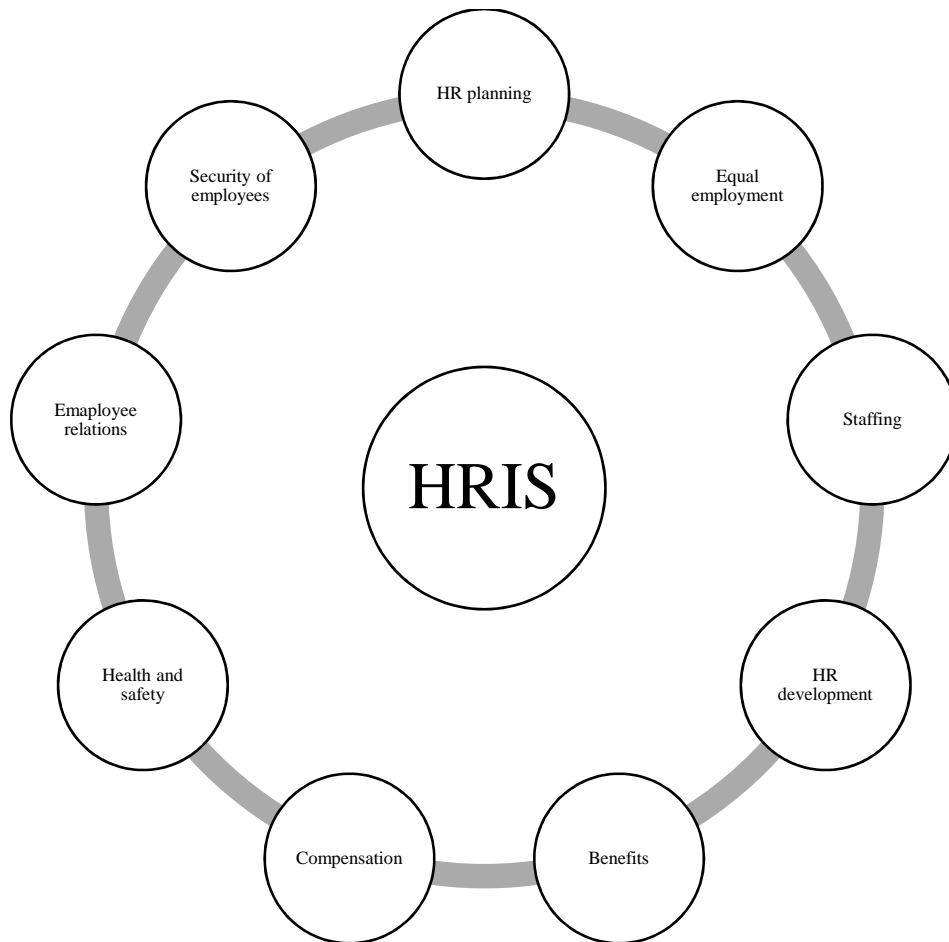 HR planning
Equal
employment
Staffing
HR
development
Benefits
Compensation
Health and
safety
Emaployee
relations
Security of
employees
HRIS